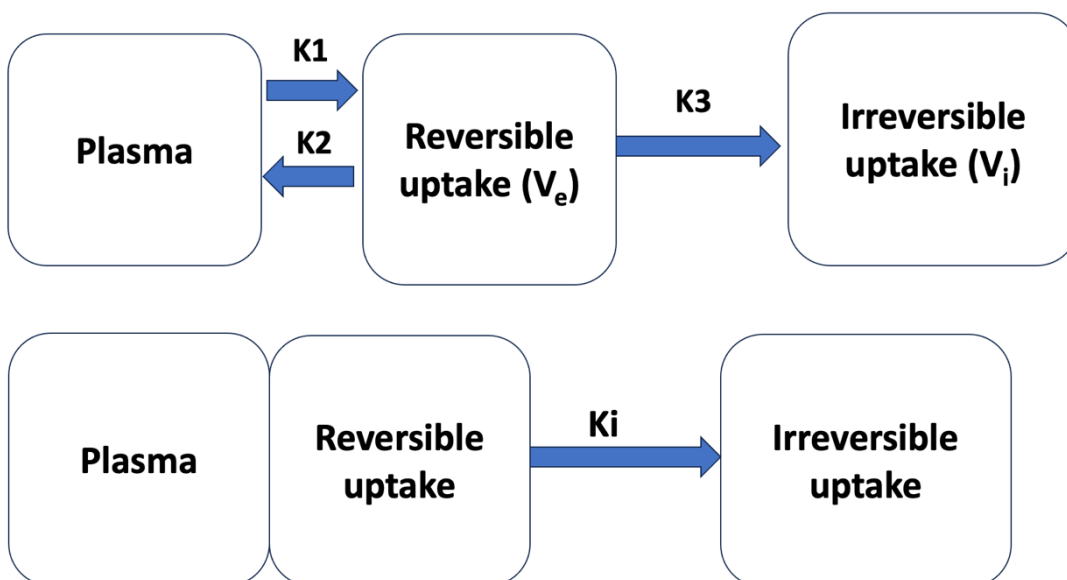 K1
K2
Plasma
Reversible
uptake (Vₑ)
K3
Irreversible
uptake (Vᵢ)
Plasma
Reversible
uptake
Ki
Irreversible
uptake